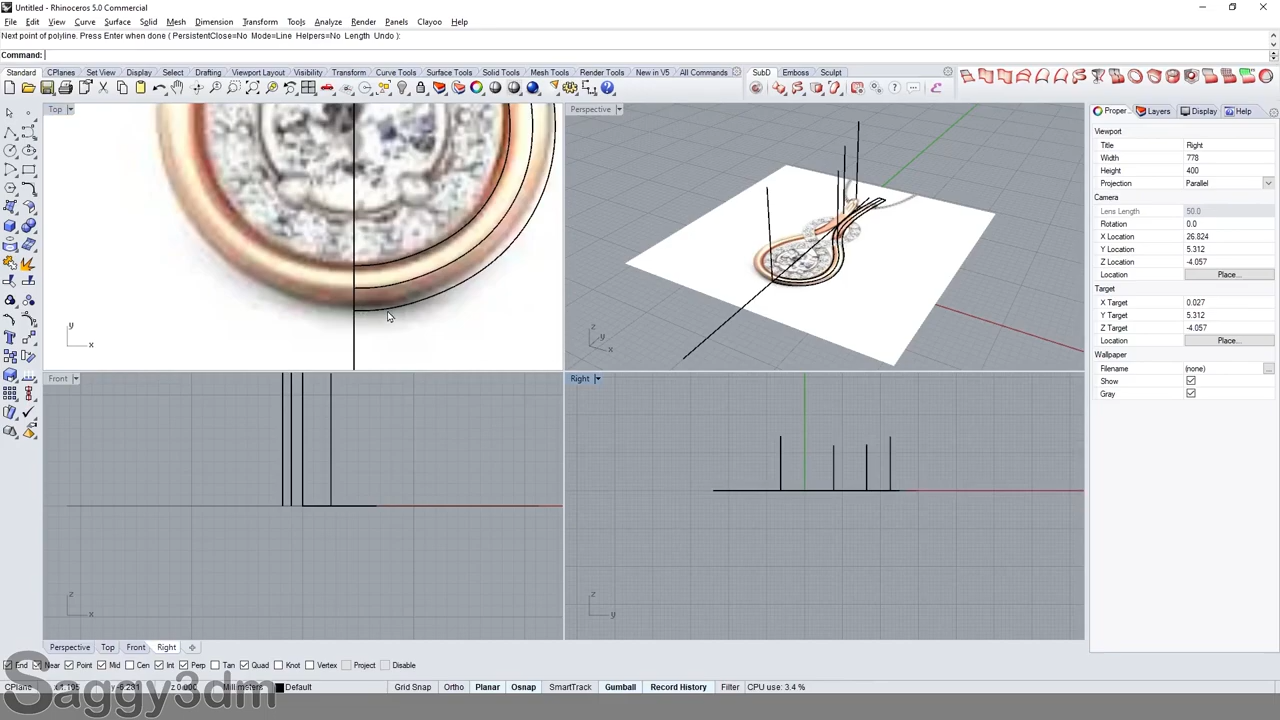 Untitled - Rhinoceros 5.0 Commercial
File Edit View Curve Surface Solid Mesh Dimension Transform Tools Analyze Render Panels Clayoo Help
Next point of polyline. Press Enter when done ( PersistentClose=No Mode=Line Helpers=No Length Undo ):
Command:
Standard CPlanes Set View Display Select Drafting Viewport Layout Visibility Transform Curve Tools Surface Tools Solid Tools Mesh Tools Render Tools New in V5 All Commands SubD Emboss Sculpt
Top Perspective Proper... Layers Display Help
Viewport
Title Right
Width 778
Height 400
Projection Parallel
Camera
Lens Length 50.0
Rotation 0.0
X Location 26.824
Y Location 5.312
Z Location -4.057
Location Place...
Target
X Target 0.027
Y Target 5.312
Z Target -4.057
Location Place...
Wallpaper
Filename (none) ...
Show
Gray
y
x
z
y
x
Front Right
z
x
z
y
Perspective Top Front Right
End Near Point Mid Cen Int Perp Tan Quad Knot Vertex Project Disable
CPlane Millimeters Default Grid Snap Ortho Planar Osnap SmartTrack Gumball Record History Filter CPU use: 3.4 %
Saggy3dm